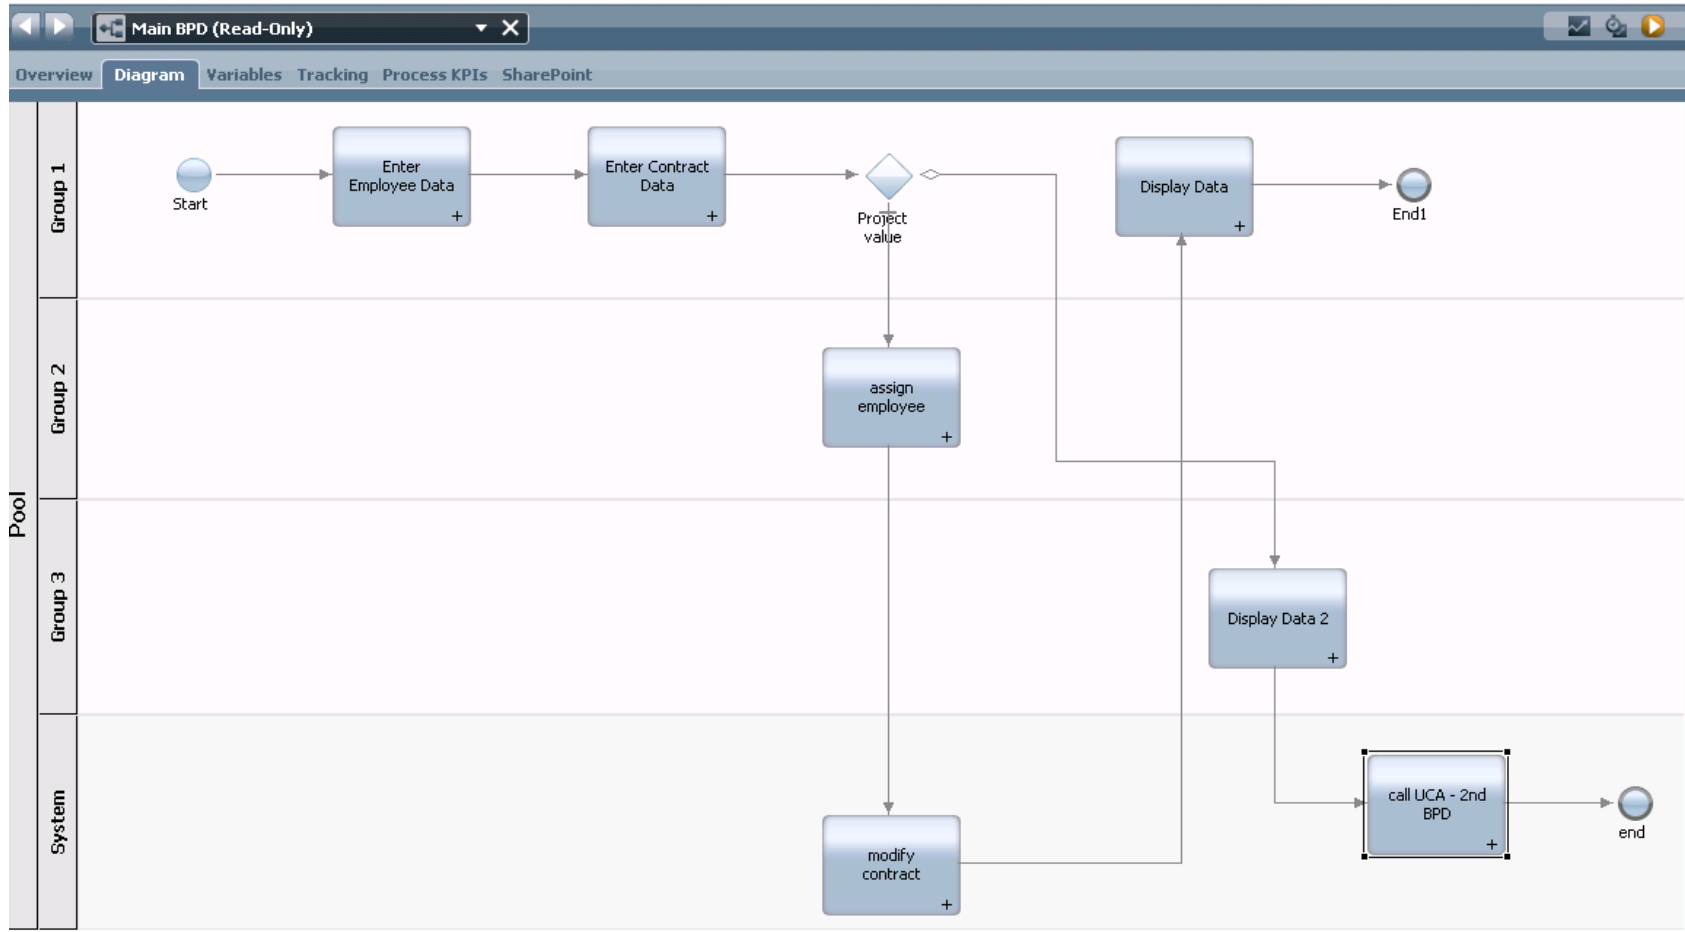 Main BPD (Read-Only)
Overview
Diagram
Variables
Tracking
Process KPIs
SharePoint
Pool
Group 1
Start
Enter
Employee Data
+
Enter Contract
Data
+
Project
value
Display Data
+
End1
Group 2
assign
employee
+
Group 3
Display Data 2
+
System
modify
contract
+
call UCA - 2nd
BPD
+
end